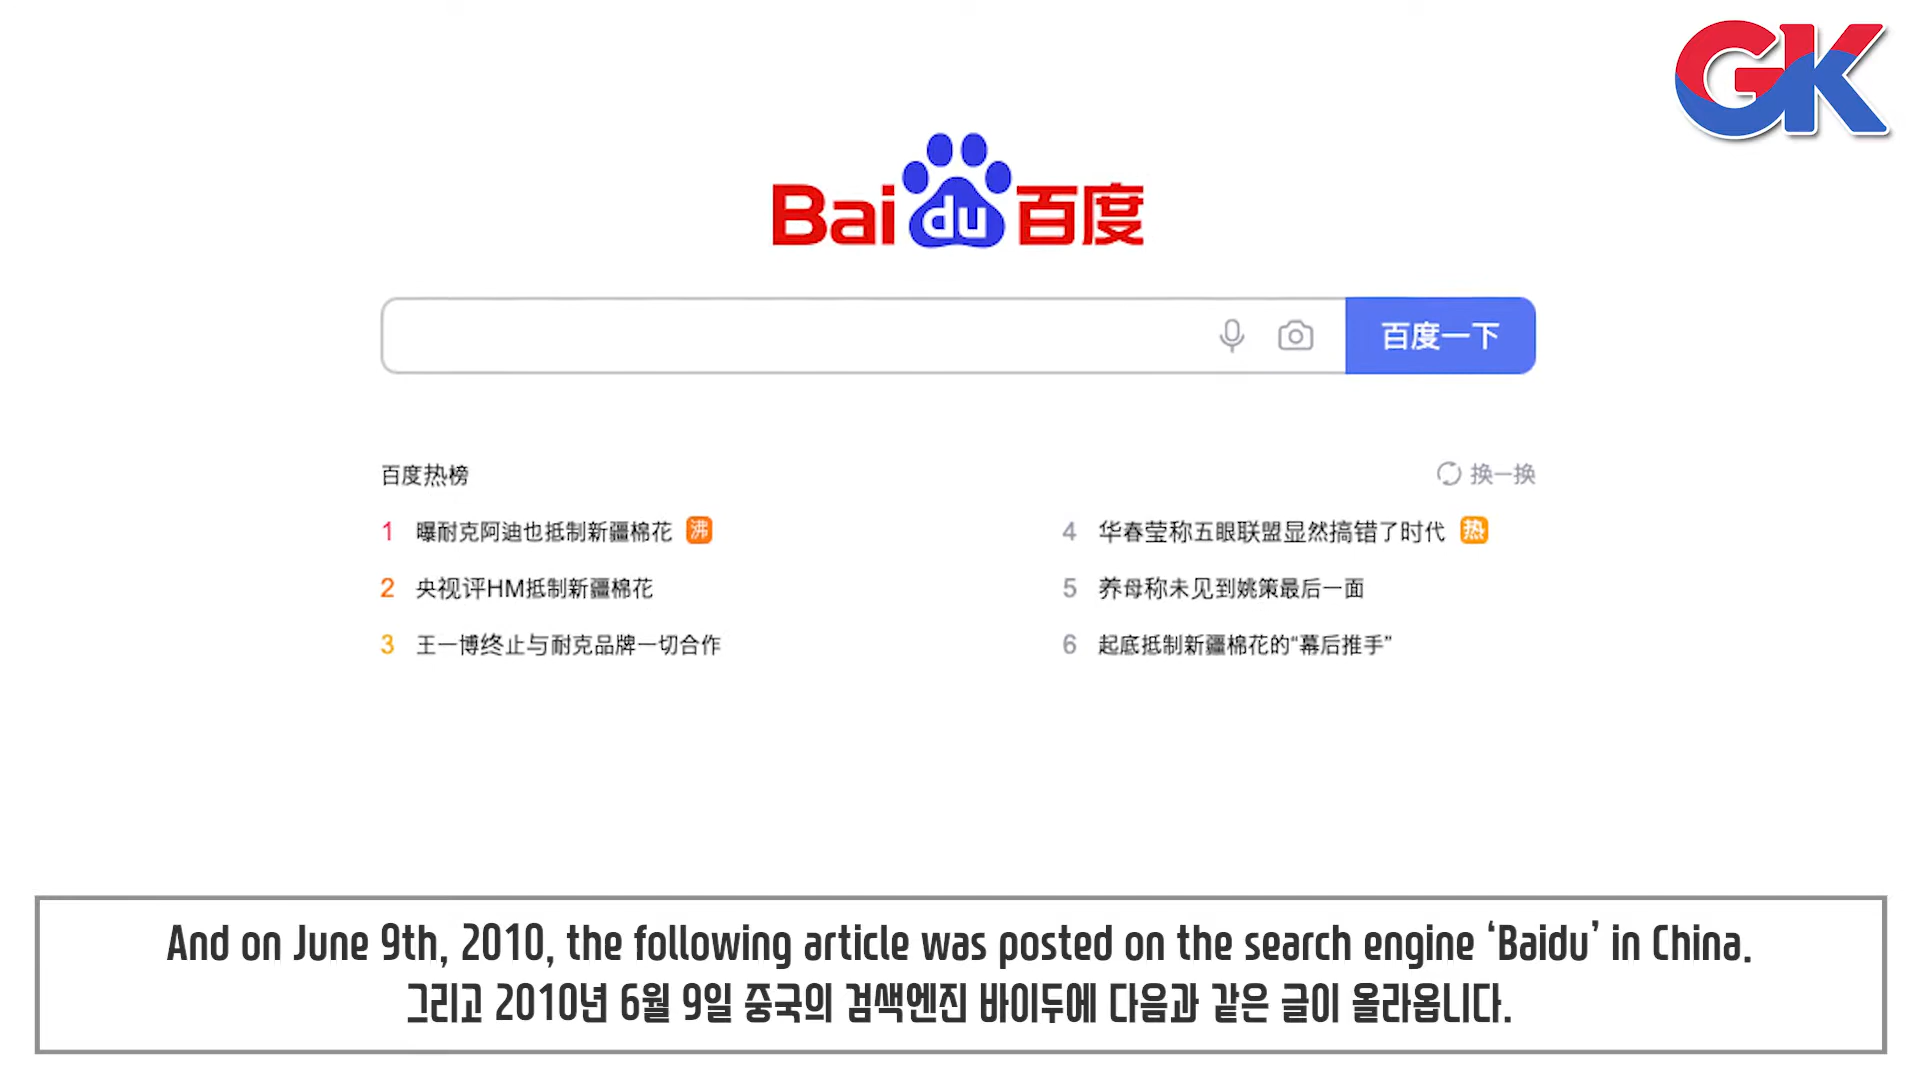 GK
Baidu百度
百度一下
百度热榜
换一换
1 曝耐克阿迪也抵制新疆棉花 沸
2 央视评HM抵制新疆棉花
3 王一博终止与耐克品牌一切合作
4 华春莹称五眼联盟显然搞错了时代 热
5 养母称未见到姚策最后一面
6 起底抵制新疆棉花的“幕后推手”
And on June 9th, 2010, the following article was posted on the search engine ‘Baidu’ in China.
그리고 2010년 6월 9일 중국의 검색엔진 바이두에 다음과 같은 글이 올라옵니다.